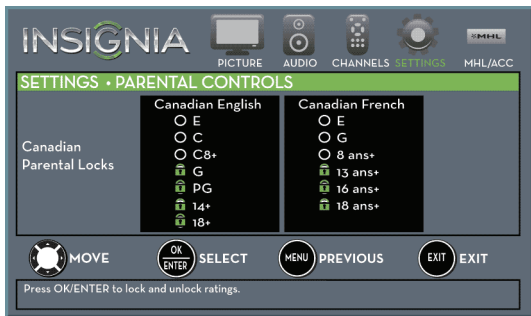 INSIGNIA
PICTURE
AUDIO
CHANNELS
SETTINGS
MHL
MHL/ACC
SETTINGS • PARENTAL CONTROLS
Canadian
Parental Locks
Canadian English
E
C
C8+
G
PG
14+
18+
Canadian French
E
G
8 ans+
13 ans+
16 ans+
18 ans+
MOVE
OK
ENTER
SELECT
MENU
PREVIOUS
EXIT
EXIT
Press OK/ENTER to lock and unlock ratings.